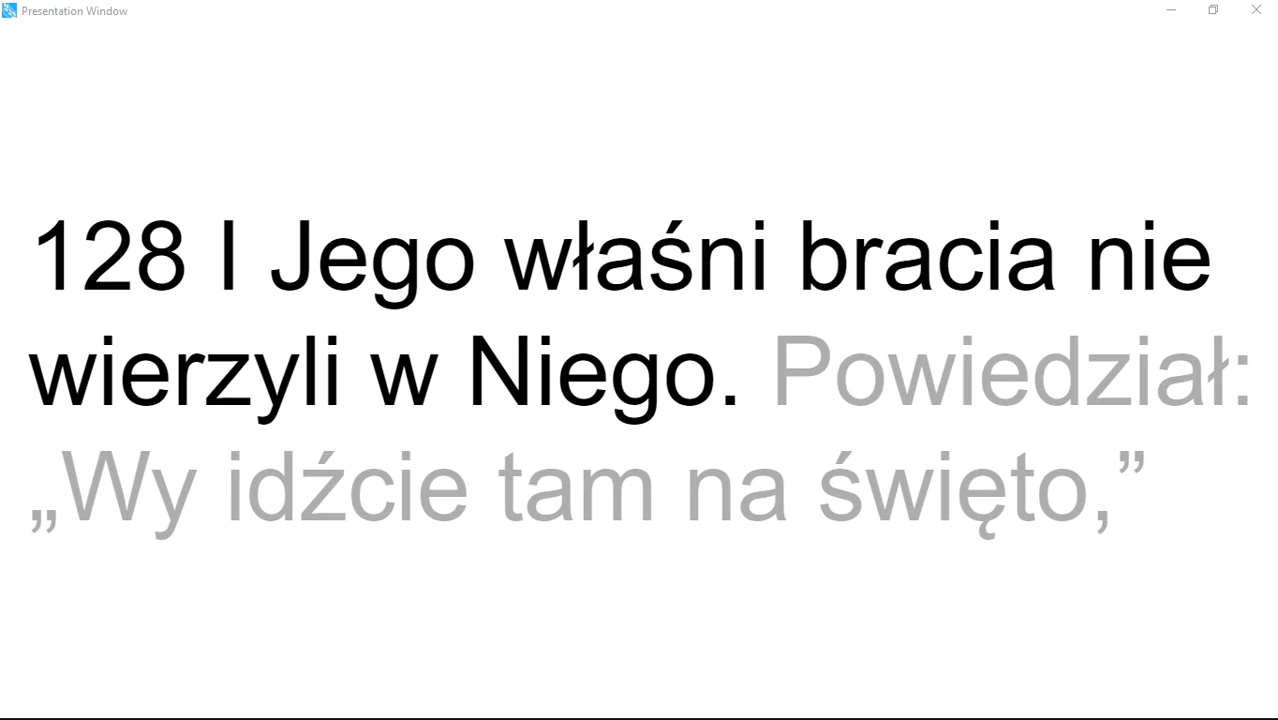 Presentation Window
128 I Jego właśni bracia nie
wierzyli w Niego. Powiedział:
„Wy idźcie tam na święto,”